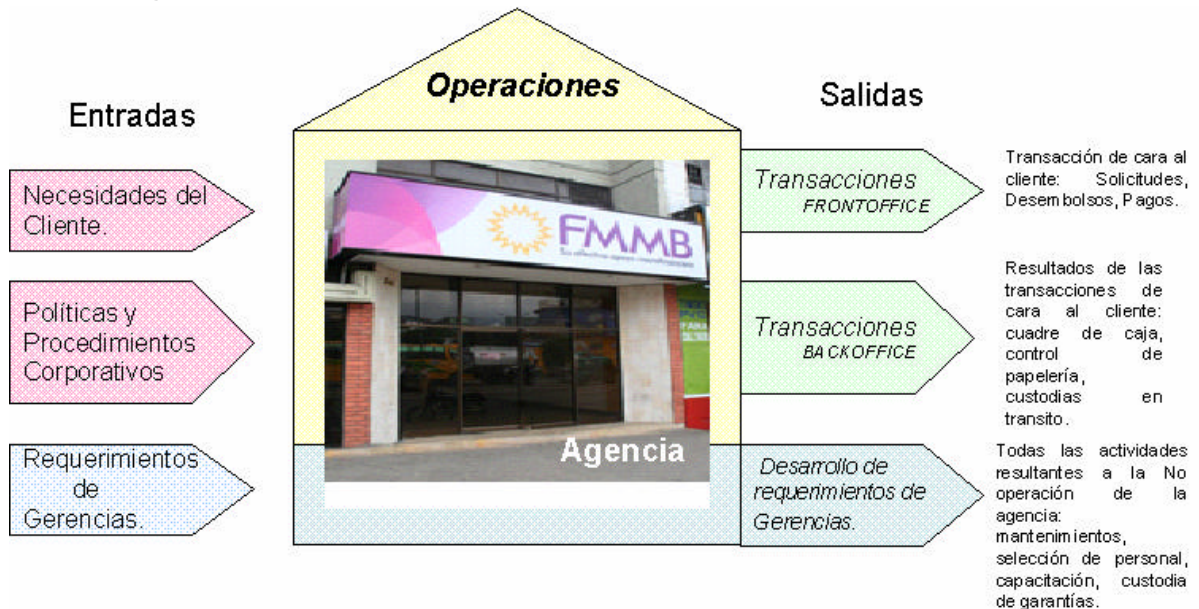 Operaciones
Entradas
Salidas
Necesidades del
Cliente.
Políticas y
Procedimientos
Corporativos
Requerimientos
de
Gerencias.
FMMB
Agencia
Transacciones
FRONTOFFICE
Transacciones
BACKOFFICE
Desarrollo de
requerimientos de
Gerencias.
Transacción de cara al
cliente: Solicitudes,
Desembolsos, Pagos.
Resultados de las
transacciones de
cara al cliente:
cuadre de caja,
control de
papelería,
custodias en
transito.
Todas las actividades
resultantes a la No
operación de la
agencia:
mantenimientos,
selección de personal,
capacitación, custodia
de garantías.